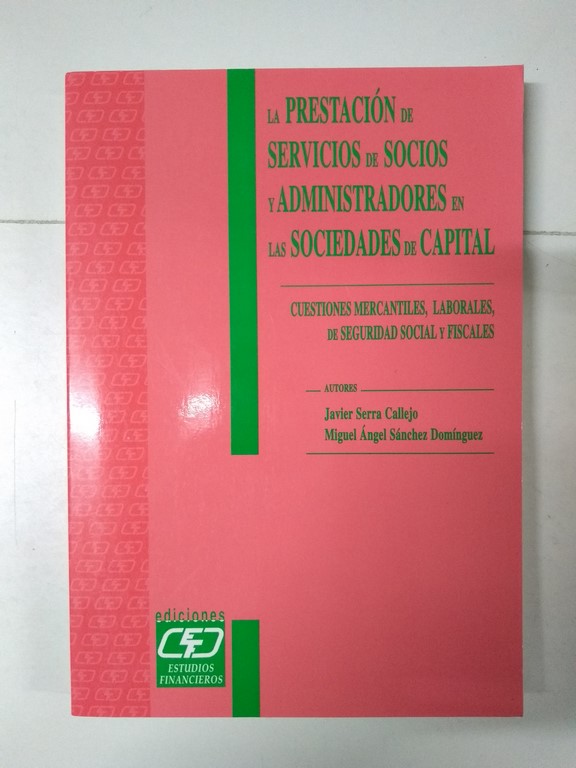 LA PRESTACIÓN DE
SERVICIOS DE SOCIOS
Y ADMINISTRADORES EN
LAS SOCIEDADES DE CAPITAL
CUESTIONES MERCANTILES, LABORALES,
DE SEGURIDAD SOCIAL Y FISCALES
AUTORES
Javier Serra Callejo
Miguel Ángel Sánchez Domínguez
ediciones
CEF
ESTUDIOS
FINANCIEROS